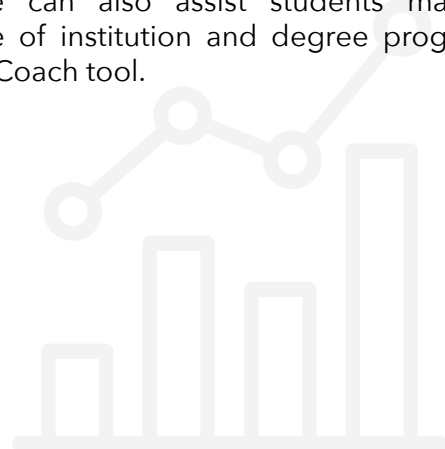 can also assist students
of institution and degree
Coach tool.